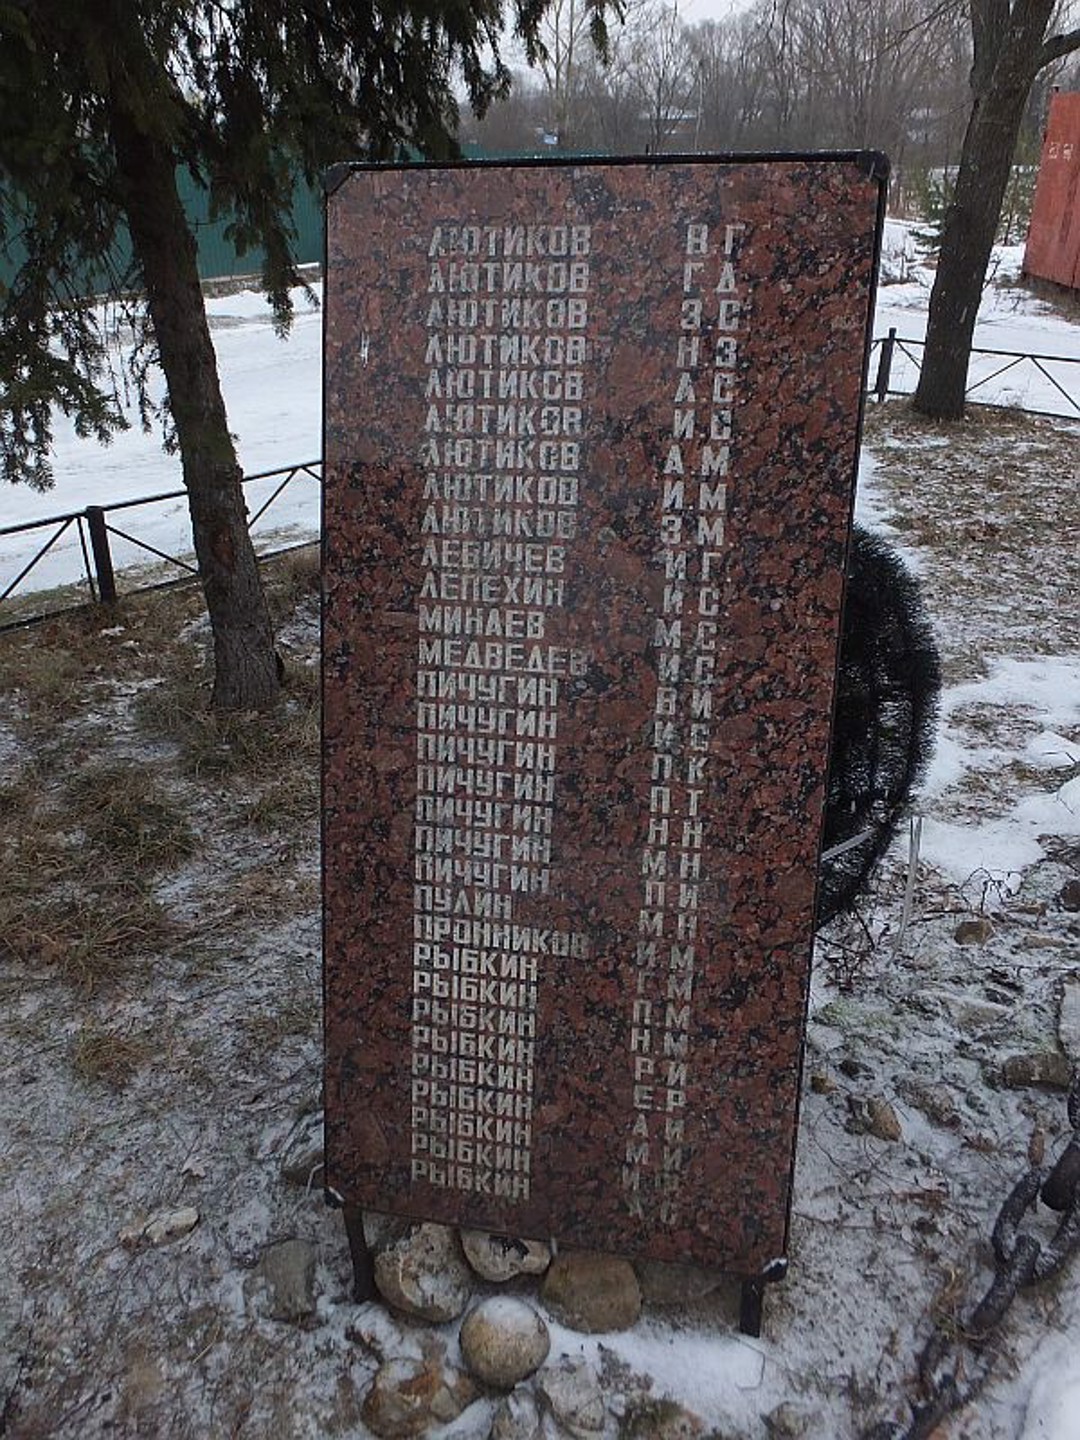 ЛЮТИКОВ В Г
ЛЮТИКОВ Г Д
ЛЮТИКОВ З С
ЛЮТИКОВ Н З
ЛЮТИКОВ А С
ЛЮТИКОВ И С
ЛЮТИКОВ А М
ЛЮТИКОВ И М
ЛЮТИКОВ З М
ЛЕВИЧЕВ И Г
ЛЕПЕХИН И С
МИНАЕВ М С
МЕДВЕДЕВ И С
ПИЧУГИН В И
ПИЧУГИН И С
ПИЧУГИН П К
ПИЧУГИН П Т
ПИЧУГИН Н Н
ПИЧУГИН М Н
ПИЧУГИН П И
ПУЛИН М Н
ПРОННИКОВ И М
РЫБКИН Г М
РЫБКИН П М
РЫБКИН Н М
РЫБКИН Р И
РЫБКИН Е Р
РЫБКИН А И
РЫБКИН М И
РЫБКИН И
РЫБКИН С